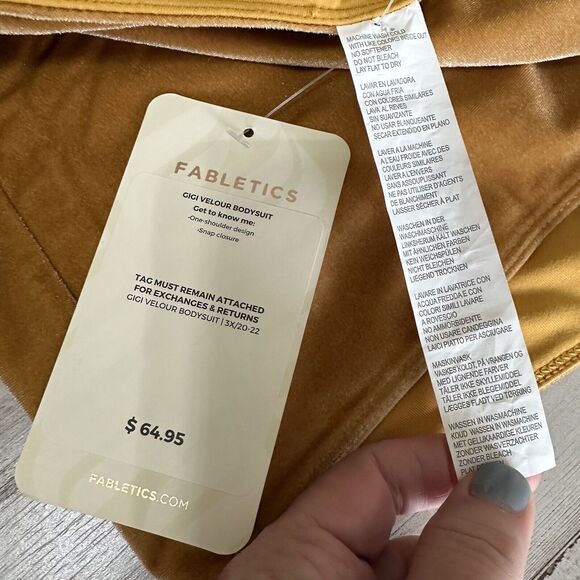 FABLETICS
GIGI VELOUR BODYSUIT
Get to know me:
-One-shoulder design
-Snap closure
TAG MUST REMAIN ATTACHED
FOR EXCHANGES & RETURNS
GIGI VELOUR BODYSUIT | 3X/20-22
$ 64.95
FABLETICS.COM
MACHINE WASH COLD
WITH LIKE COLORS INSIDE OUT
NO SOFTENER
DO NOT BLEACH
LAY FLAT TO DRY
LAVAR EN LAVADORA
CON AGUA FRIA
CON COLORES SIMILARES
LAVA AL REVES
SIN SUAVIZANTE
NO USAR BLANQUEANTE
SECAR EXTENDIDO EN PLANO
LAVER A LA MACHINE
A L'EAU FROIDE AVEC DES
COULEURS SIMILAIRES
LAVER A L'ENVERS
SANS ASSOUPLISSANT
NE PAS UTILISER D'AGENTS
DE BLANCHIMENT
LAISSER SÉCHER À PLAT
WASCHEN IN DER
WASCHMASCHINE
LINKSHERUM KALT WASCHEN
MIT ÄHNLICHEN FARBEN
KEIN WEICHSPÜLEN
NICHT BLEICHEN
LIEGEND TROCKNEN
LAVARE IN LAVATRICE CON
ACQUA FREDDA E CON
COLORI SIMILI LAVARE
A ROVESCIO
NO AMMORBIDENTE
NON USARE CANDEGGINA
LAICI PIATTO PER ASCIUGARE
MASKINVASK
VASKES KOLDT, PÅ VRANGEN OG
MED LIGNENDE FARVER
TÅLER IKKE SKYLLEMIDDEL
TÅLER IKKE BLEGEMIDDEL
LÆGGES FLADT VED TØRRING
WASSEN IN WASMACHINE
KOUD WASSEN IN WASMACHINE
MET GELIJKAARDIGE KLEUREN
ZONDER WASVERZACHTER
ZONDER BLEACH